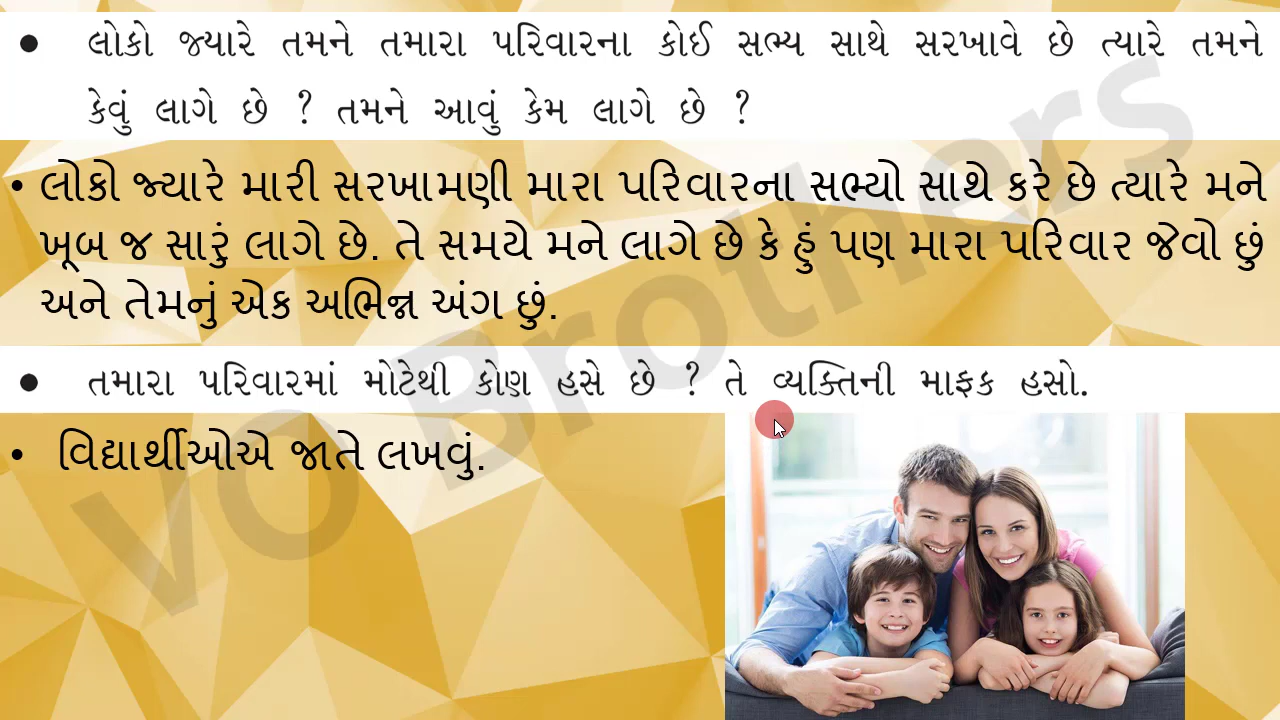 ● લોકો જ્યારે તમને તમારા પરિવારના કોઈ સભ્ય સાથે સરખાવે છે ત્યારે તમને
કેવું લાગે છે ? તમને આવું કેમ લાગે છે ?
• લોકો જ્યારે મારી સરખામણી મારા પરિવારના સભ્યો સાથે કરે છે ત્યારે મને
ખૂબ જ સારું લાગે છે. તે સમયે મને લાગે છે કે હું પણ મારા પરિવાર જેવો છું
અને તેમનું એક અભિન્ન અંગ છું.
● તમારા પરિવારમાં મોટેથી કોણ હસે છે ? તે વ્યક્તિની માફક હસો.
• વિદ્યાર્થીઓએ જાતે લખવું.
VO Brothers